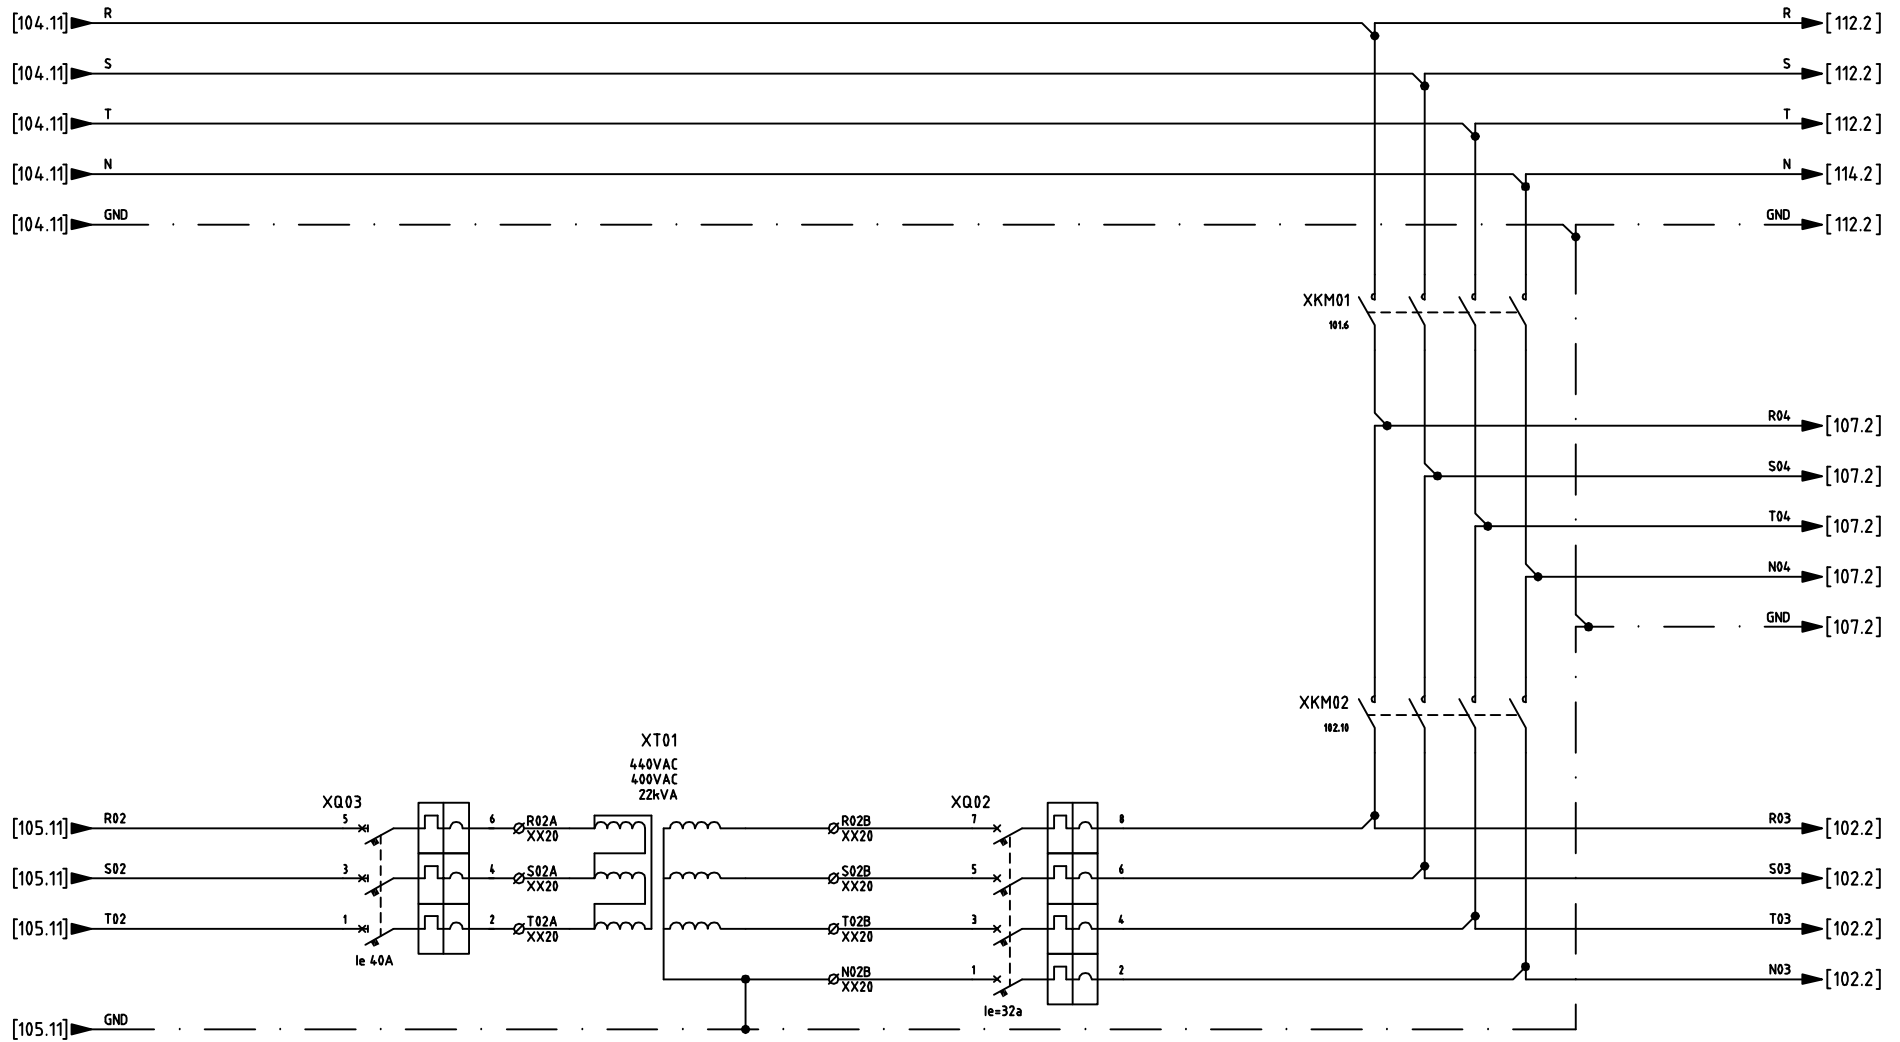 [104.11] R R [112.2]
[104.11] S S [112.2]
[104.11] T T [112.2]
[104.11] N N [114.2]
[104.11] GND GND [112.2]
XKM01
101.6
R04 [107.2]
S04 [107.2]
T04 [107.2]
N04 [107.2]
GND [107.2]
XKM02
102.10
XT01
440VAC
400VAC
22kVA
XQ03 XQ02
[105.11] R02 5 6 R02A R02B 7 8 R03 [102.2]
XX20 XX20
[105.11] S02 3 4 S02A S02B 5 6 S03 [102.2]
XX20 XX20
[105.11] T02 1 2 T02A T02B 3 4 T03 [102.2]
XX20 XX20
Ie 40A
N02B 1 2 N03 [102.2]
XX20
Ie=32a
[105.11] GND